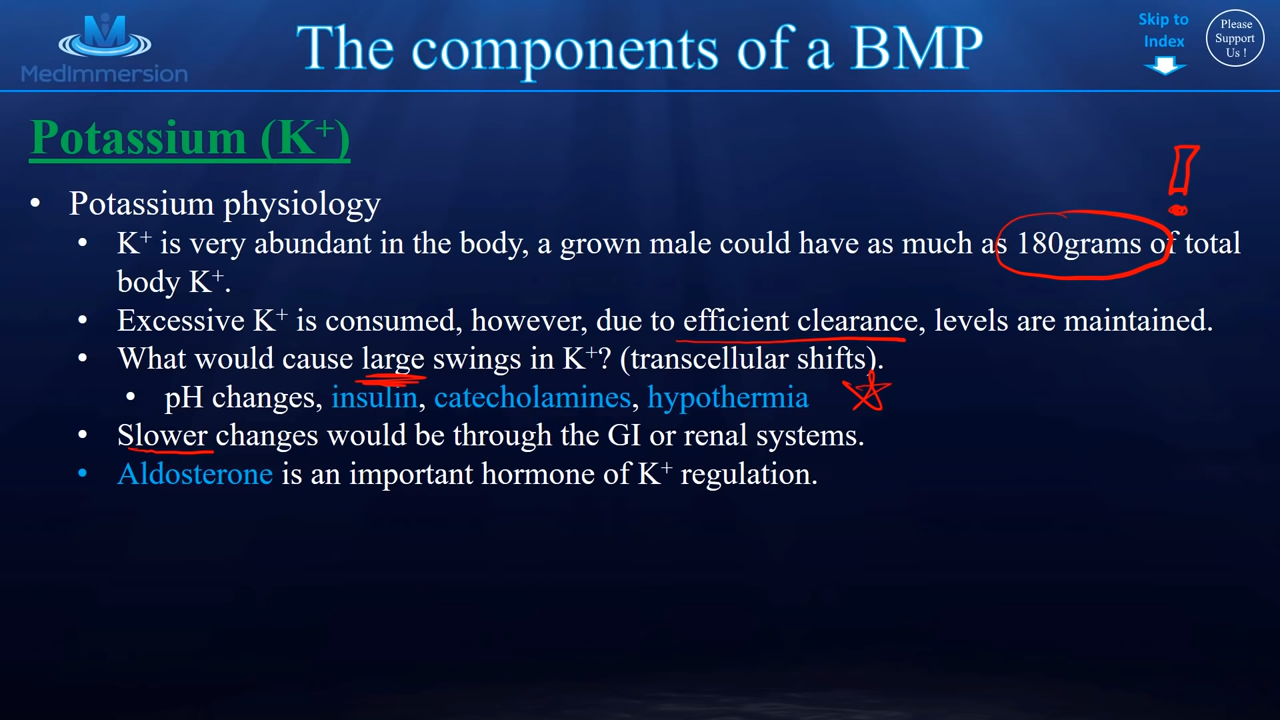 MedImmersion
The components of a BMP
Skip to
Index
Please
Support
Us !
Potassium (K⁺)
• Potassium physiology
• K⁺ is very abundant in the body, a grown male could have as much as 180grams of total
body K⁺.
• Excessive K⁺ is consumed, however, due to efficient clearance, levels are maintained.
• What would cause large swings in K⁺? (transcellular shifts).
• pH changes, insulin, catecholamines, hypothermia
• Slower changes would be through the GI or renal systems.
• Aldosterone is an important hormone of K⁺ regulation.
!